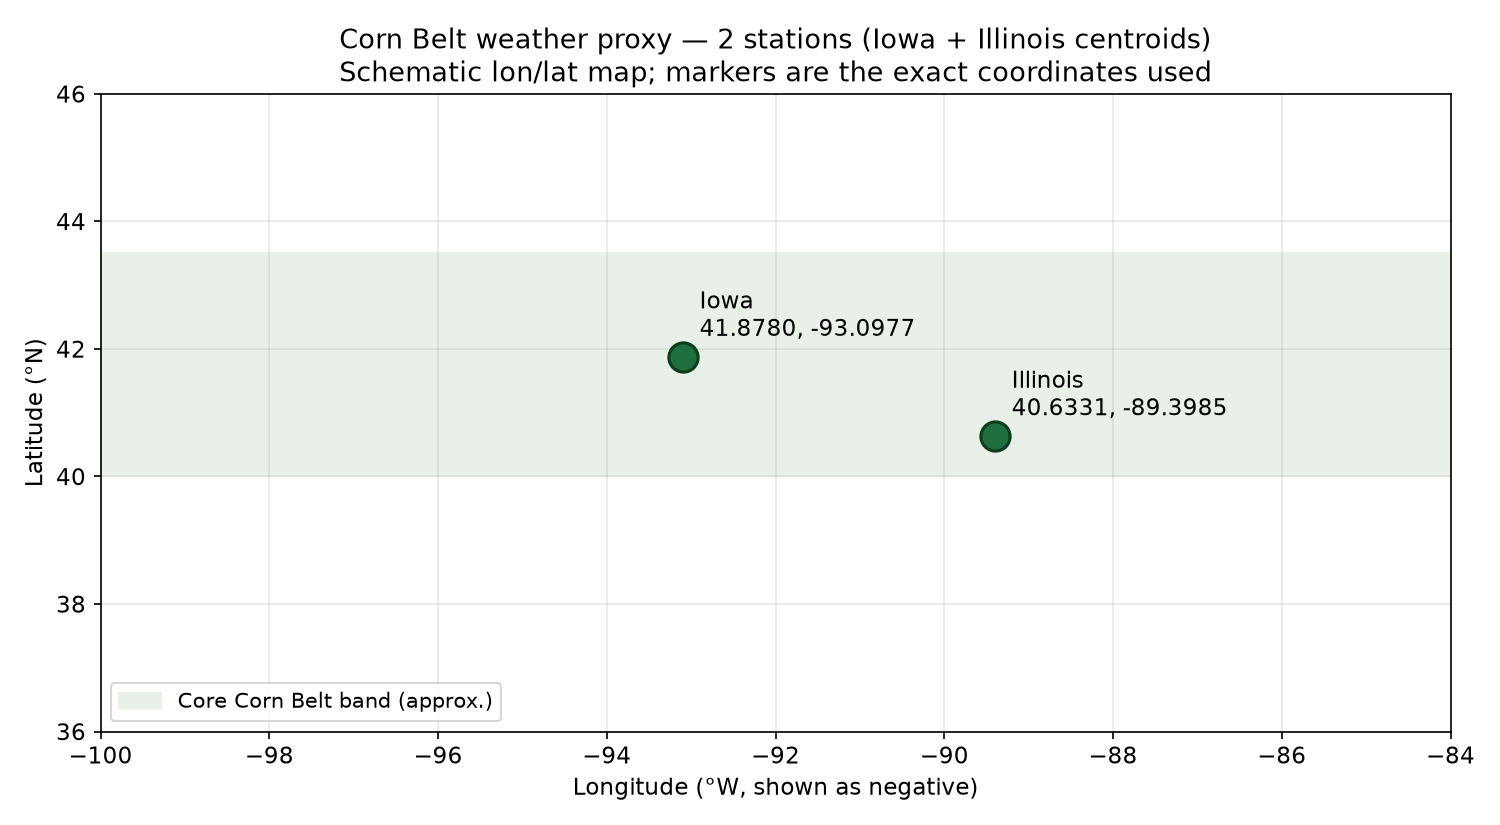 Corn Belt weather proxy — 2 stations (Iowa + Illinois centroids)
Schematic lon/lat map; markers are the exact coordinates used
46
44
42
40
38
36
Latitude (°N)
Iowa
41.8780, -93.0977
Illinois
40.6331, -89.3985
Core Corn Belt band (approx.)
−100
−98
−96
−94
−92
−90
−88
−86
−84
Longitude (°W, shown as negative)